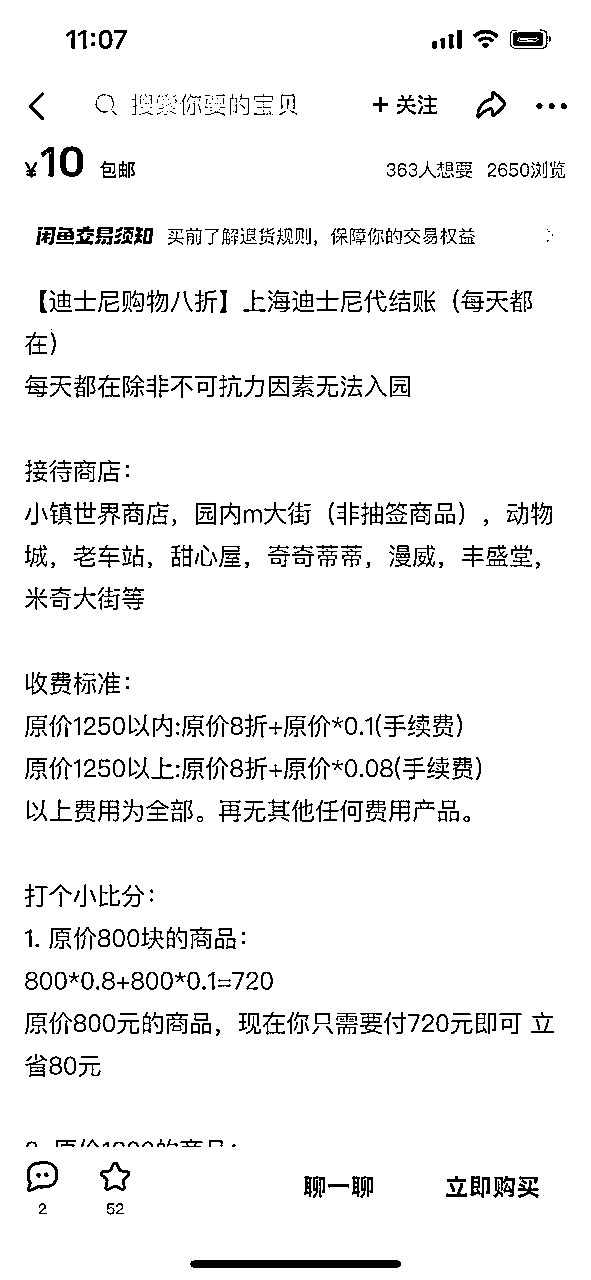 11:07
搜索你要的宝贝
+ 关注
¥10 包邮
363人想要 2650浏览
闲鱼交易须知 买前了解退货规则，保障你的交易权益
【迪士尼购物八折】上海迪士尼代结账（每天都
在）
每天都在除非不可抗力因素无法入园
接待商店：
小镇世界商店，园内m大街（非抽签商品），动物
城，老车站，甜心屋，奇奇蒂蒂，漫威，丰盛堂，
米奇大街等
收费标准：
原价1250以内:原价8折+原价*0.1(手续费)
原价1250以上:原价8折+原价*0.08(手续费)
以上费用为全部。再无其他任何费用产品。
打个小比分：
1. 原价800块的商品：
800*0.8+800*0.1=720
原价800元的商品，现在你只需要付720元即可 立
省80元
2
52
聊一聊
立即购买